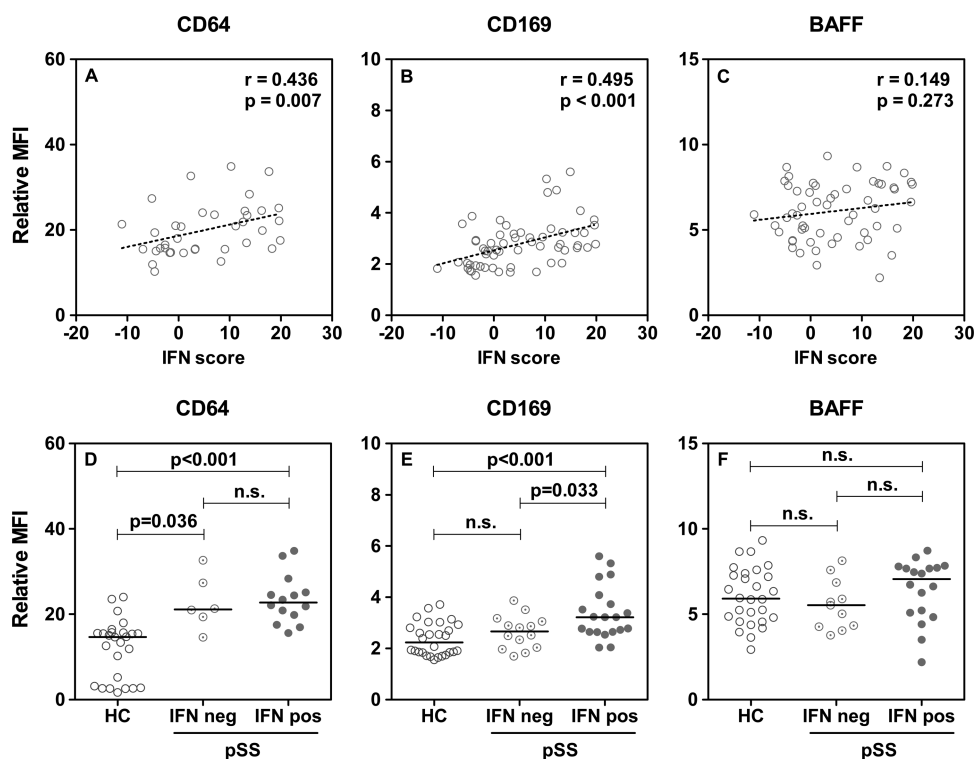 CD64
CD169
BAFF
A
r = 0.436
p = 0.007
B
r = 0.495
p < 0.001
C
r = 0.149
p = 0.273
Relative MFI
60
40
20
0
10
8
6
4
2
0
15
10
5
0
-20 -10 0 10 20 30
-20 -10 0 10 20 30
-20 -10 0 10 20 30
IFN score
IFN score
IFN score
CD64
CD169
BAFF
D
p<0.001
n.s.
p=0.036
E
p<0.001
p=0.033
n.s.
F
n.s.
n.s.
n.s.
Relative MFI
60
40
20
0
10
8
6
4
2
0
15
10
5
0
HC IFN neg IFN pos
HC IFN neg IFN pos
HC IFN neg IFN pos
pSS
pSS
pSS